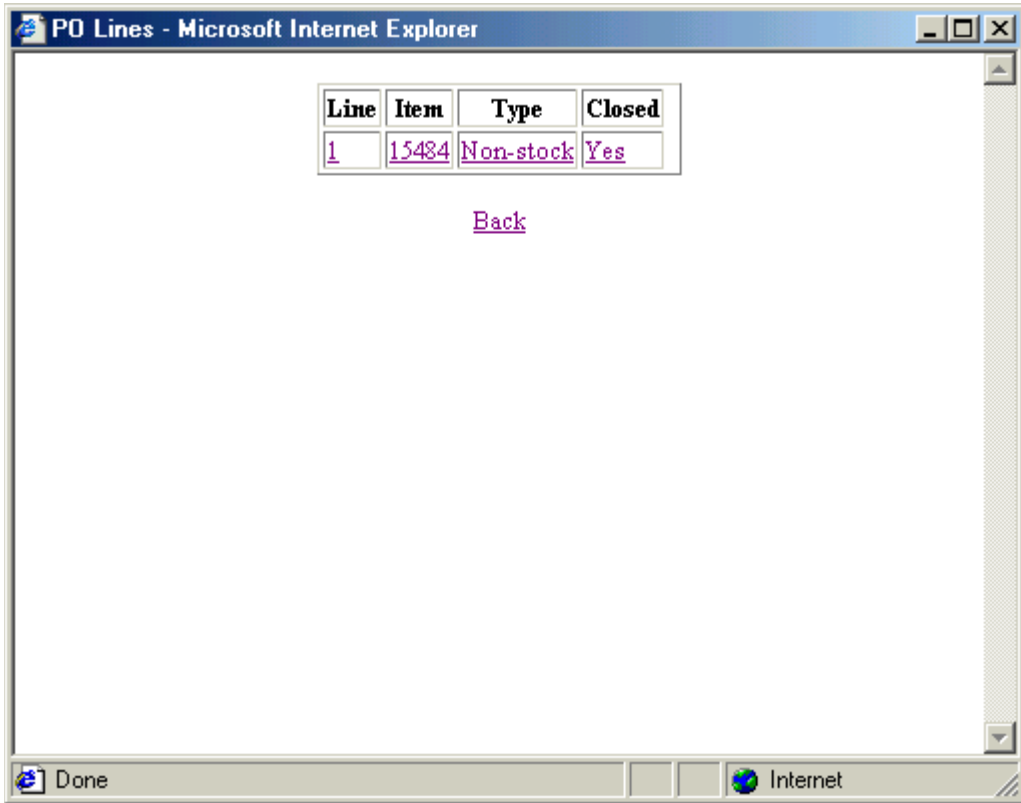 PO Lines - Microsoft Internet Explorer
Line Item Type Closed
1 15484 Non-stock Yes
Back
Done Internet